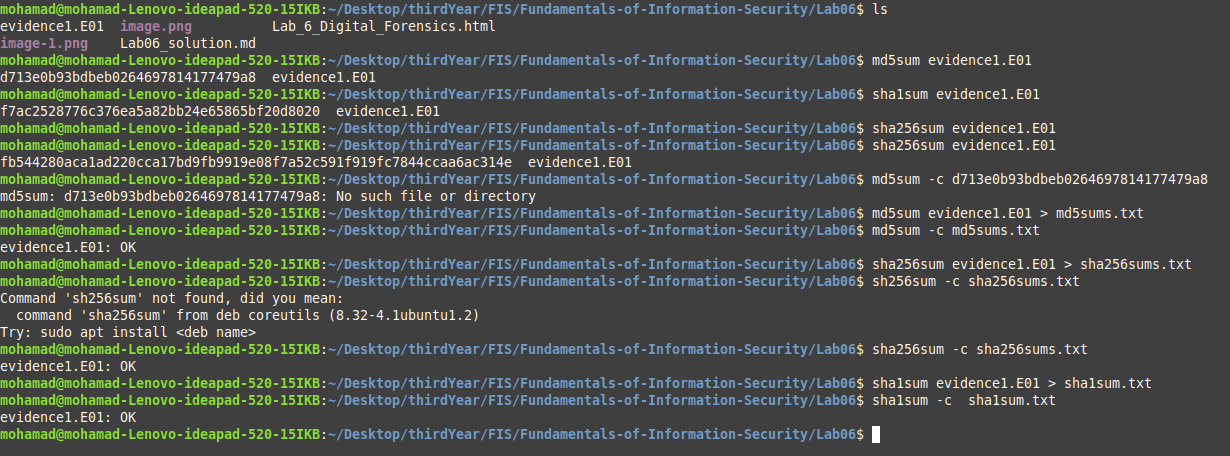 mohamad@mohamad-Lenovo-ideapad-520-15IKB:~/Desktop/thirdYear/FIS/Fundamentals-of-Information-Security/Lab06$ ls
evidence1.E01  image.png          Lab_6_Digital_Forensics.html
image-1.png    Lab06_solution.md
mohamad@mohamad-Lenovo-ideapad-520-15IKB:~/Desktop/thirdYear/FIS/Fundamentals-of-Information-Security/Lab06$ md5sum evidence1.E01
d713e0b93bdbeb0264697814177479a8  evidence1.E01
mohamad@mohamad-Lenovo-ideapad-520-15IKB:~/Desktop/thirdYear/FIS/Fundamentals-of-Information-Security/Lab06$ sha1sum evidence1.E01
f7ac2528776c376ea5a82bb24e65865bf20d8020  evidence1.E01
mohamad@mohamad-Lenovo-ideapad-520-15IKB:~/Desktop/thirdYear/FIS/Fundamentals-of-Information-Security/Lab06$ sha256sum evidence1.E01
mohamad@mohamad-Lenovo-ideapad-520-15IKB:~/Desktop/thirdYear/FIS/Fundamentals-of-Information-Security/Lab06$ sha256sum evidence1.E01
fb544280aca1ad220cca17bd9fb9919e08f7a52c591f919fc7844ccaa6ac314e  evidence1.E01
mohamad@mohamad-Lenovo-ideapad-520-15IKB:~/Desktop/thirdYear/FIS/Fundamentals-of-Information-Security/Lab06$ md5sum -c d713e0b93bdbeb0264697814177479a8
md5sum: d713e0b93bdbeb0264697814177479a8: No such file or directory
mohamad@mohamad-Lenovo-ideapad-520-15IKB:~/Desktop/thirdYear/FIS/Fundamentals-of-Information-Security/Lab06$ md5sum evidence1.E01 > md5sums.txt
mohamad@mohamad-Lenovo-ideapad-520-15IKB:~/Desktop/thirdYear/FIS/Fundamentals-of-Information-Security/Lab06$ md5sum -c md5sums.txt
evidence1.E01: OK
mohamad@mohamad-Lenovo-ideapad-520-15IKB:~/Desktop/thirdYear/FIS/Fundamentals-of-Information-Security/Lab06$ sha256sum evidence1.E01 > sha256sums.txt
mohamad@mohamad-Lenovo-ideapad-520-15IKB:~/Desktop/thirdYear/FIS/Fundamentals-of-Information-Security/Lab06$ sh256sum -c sha256sums.txt
Command 'sh256sum' not found, did you mean:
  command 'sha256sum' from deb coreutils (8.32-4.1ubuntu1.2)
Try: sudo apt install <deb name>
mohamad@mohamad-Lenovo-ideapad-520-15IKB:~/Desktop/thirdYear/FIS/Fundamentals-of-Information-Security/Lab06$ sha256sum -c sha256sums.txt
evidence1.E01: OK
mohamad@mohamad-Lenovo-ideapad-520-15IKB:~/Desktop/thirdYear/FIS/Fundamentals-of-Information-Security/Lab06$ sha1sum evidence1.E01 > sha1sum.txt
mohamad@mohamad-Lenovo-ideapad-520-15IKB:~/Desktop/thirdYear/FIS/Fundamentals-of-Information-Security/Lab06$ sha1sum -c  sha1sum.txt
evidence1.E01: OK
mohamad@mohamad-Lenovo-ideapad-520-15IKB:~/Desktop/thirdYear/FIS/Fundamentals-of-Information-Security/Lab06$